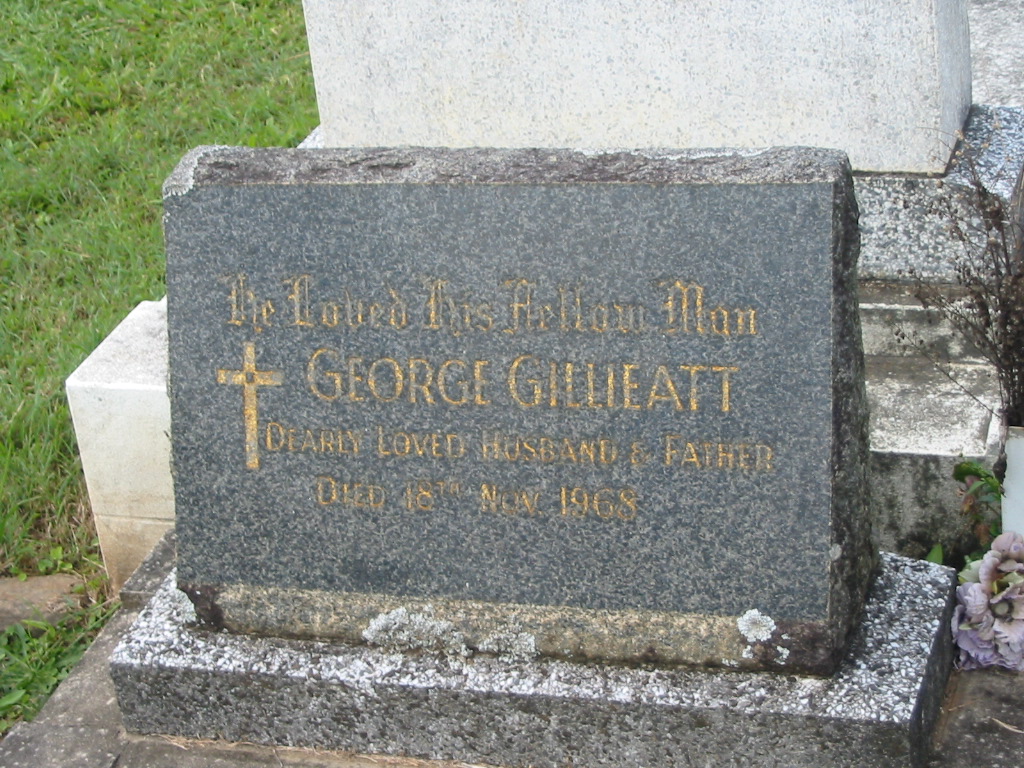 He Loved His Fellow Man
GEORGE GILLIEATT
DEARLY LOVED HUSBAND & FATHER
DIED 18TH NOV. 1968